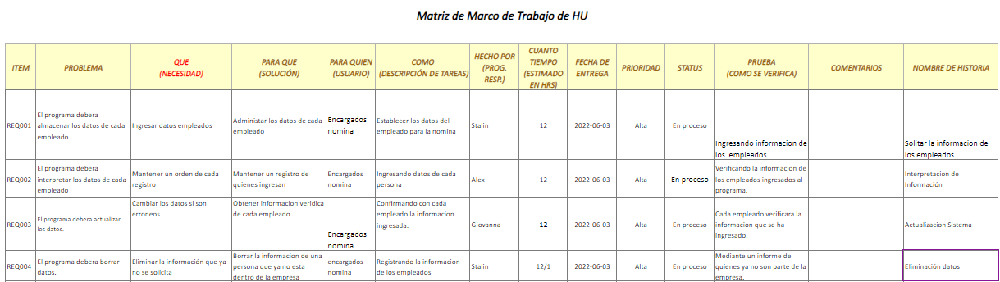 Matriz de Marco de Trabajo de HU
ITEM
PROBLEMA
QUE
(NECESIDAD)
PARA QUE
(SOLUCIÓN)
PARA QUIEN
(USUARIO)
COMO
(DESCRIPCIÓN DE TAREAS)
HECHO POR
(PROG.
RESP.)
CUANTO
TIEMPO
(ESTIMADO
EN HRS)
FECHA DE
ENTREGA
PRIORIDAD
STATUS
PRUEBA
(COMO SE VERIFICA)
COMENTARIOS
NOMBRE DE HISTORIA
REQ001
El programa debera
almacenar los datos de cada
empleado
Ingresar datos empleados
Administar los datos de cada
empleado
Encargados
nomina
Establecer los datos del
empleado para la nomina
Stalin
12
2022-06-03
Alta
En proceso
Ingresando informacion de
los empleados
Solitar la informacion de
los empleados
REQ002
El programa debera
interpretar los datos de cada
empleado
Mantener un orden de cada
registro
Mantener un registro de
quienes ingresan
Encargados
nomina
Ingresando datos de cada
persona
Alex
12
2022-06-03
Alta
En proceso
Verificando la informacion de
los empleados ingresados al
programa.
Interpretacion de
Información
REQ003
El programa debera actualizar
los datos.
Cambiar los datos si son
erroneos
Obtener informacion veridica
de cada empleado
Encargados
nomina
Confirmando con cada
empleado la informacion
ingresada.
Giovanna
12
2022-06-03
Alta
En proceso
Cada empleado verificara la
informacion que se ha
ingresado.
Actualizacion Sistema
REQ004
El programa debera borrar
datos.
Eliminar la información que ya
no se solicita
Borrar la informacion de una
persona que ya no esta
dentro de la empresa
encargados
nomina
Registrando la informacion
de los empleados
Stalin
12/1
2022-06-03
Alta
En proceso
Mediante un informe de
quienes ya no son parte de la
empresa.
Eliminación datos